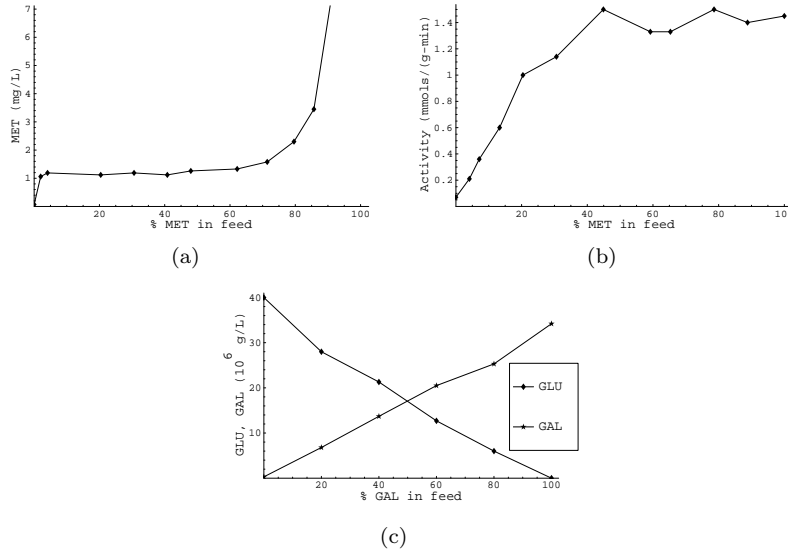 7
6
5
4
3
2
1
MET (mg/L)
20 40 60 80 100
% MET in feed
(a)
1.4
1.2
1
0.8
0.6
0.4
0.2
Activity (mmols/(g-min)
20 40 60 80 100
% MET in feed
(b)
40
30
20
10
GLU, GAL (10^6 g/L)
GLU
GAL
20 40 60 80 100
% GAL in feed
(c)